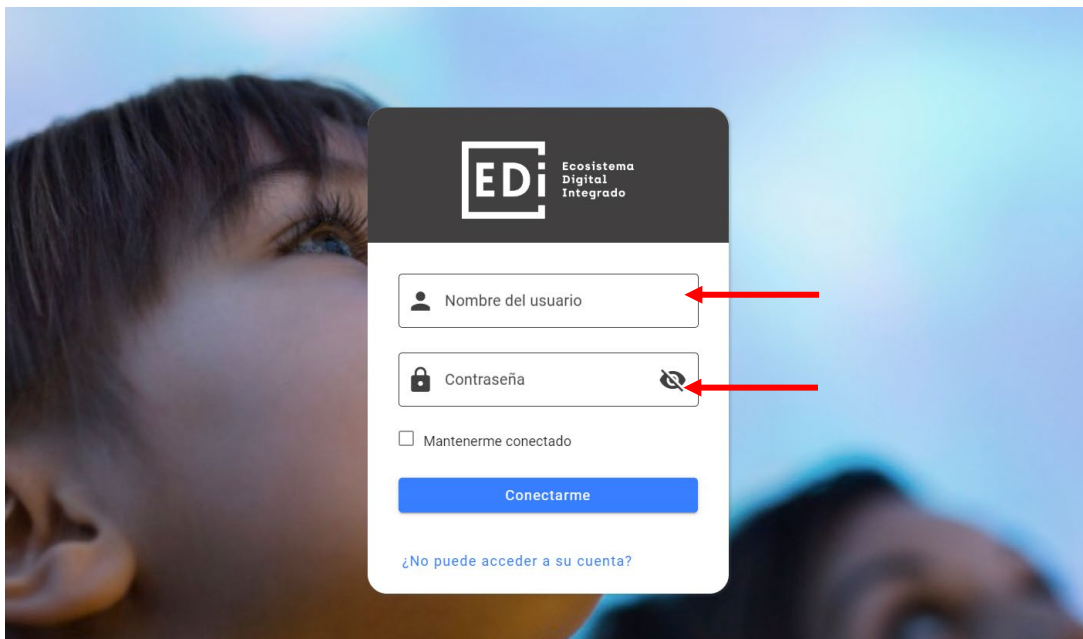 EDi
Ecosistema
Digital
Integrado
Nombre del usuario
Contraseña
Mantenerme conectado
Conectarme
¿No puede acceder a su cuenta?